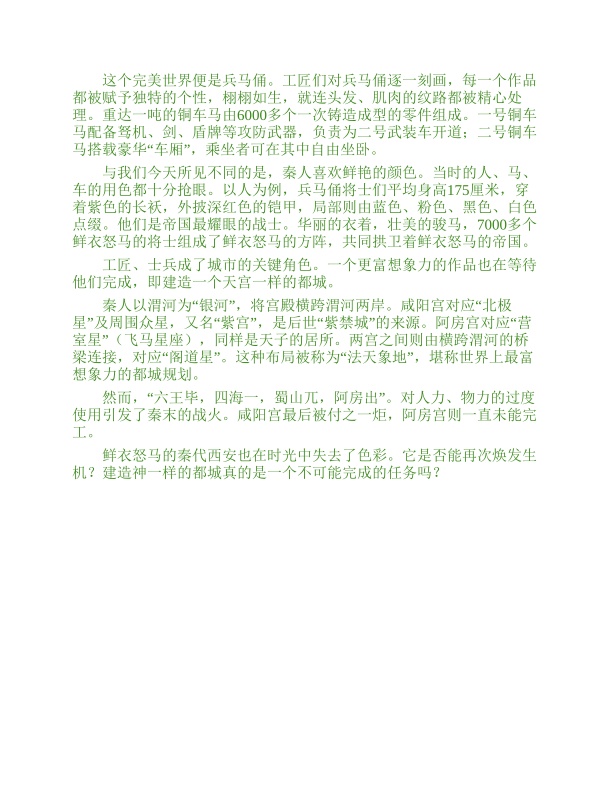 这个完美世界便是兵马俑。工匠们对兵马俑逐一刻画，每一个作品
都被赋予独特的个性，栩栩如生，就连头发、肌肉的纹路都被精心处
理。重达一吨的铜车马由6000多个一次铸造成型的零件组成。一号铜车
马配备弩机、剑、盾牌等攻防武器，负责为二号武装车开道；二号铜车
马搭载豪华“车厢”，乘坐者可在其中自由坐卧。
与我们今天所见不同的是，秦人喜欢鲜艳的颜色。当时的人、马、
车的用色都十分抢眼。以人为例，兵马俑将士们平均身高175厘米，穿
着紫色的长袄，外披深红色的铠甲，局部则由蓝色、粉色、黑色、白色
点缀。他们是帝国最耀眼的战士。华丽的衣着，壮美的骏马，7000多个
鲜衣怒马的将士组成了鲜衣怒马的方阵，共同拱卫着鲜衣怒马的帝国。
工匠、士兵成了城市的关键角色。一个更富想象力的作品也在等待
他们完成，即建造一个天宫一样的都城。
秦人以渭河为“银河”，将宫殿横跨渭河两岸。咸阳宫对应“北极
星”及周围众星，又名“紫宫”，是后世“紫禁城”的来源。阿房宫对应“营
室星”（飞马星座），同样是天子的居所。两宫之间则由横跨渭河的桥
梁连接，对应“阁道星”。这种布局被称为“法天象地”，堪称世界上最富
想象力的都城规划。
然而，“六王毕，四海一，蜀山兀，阿房出”。对人力、物力的过度
使用引发了秦末的战火。咸阳宫最后被付之一炬，阿房宫则一直未能完
工。
鲜衣怒马的秦代西安也在时光中失去了色彩。它是否能再次焕发生
机？建造神一样的都城真的是一个不可能完成的任务吗？